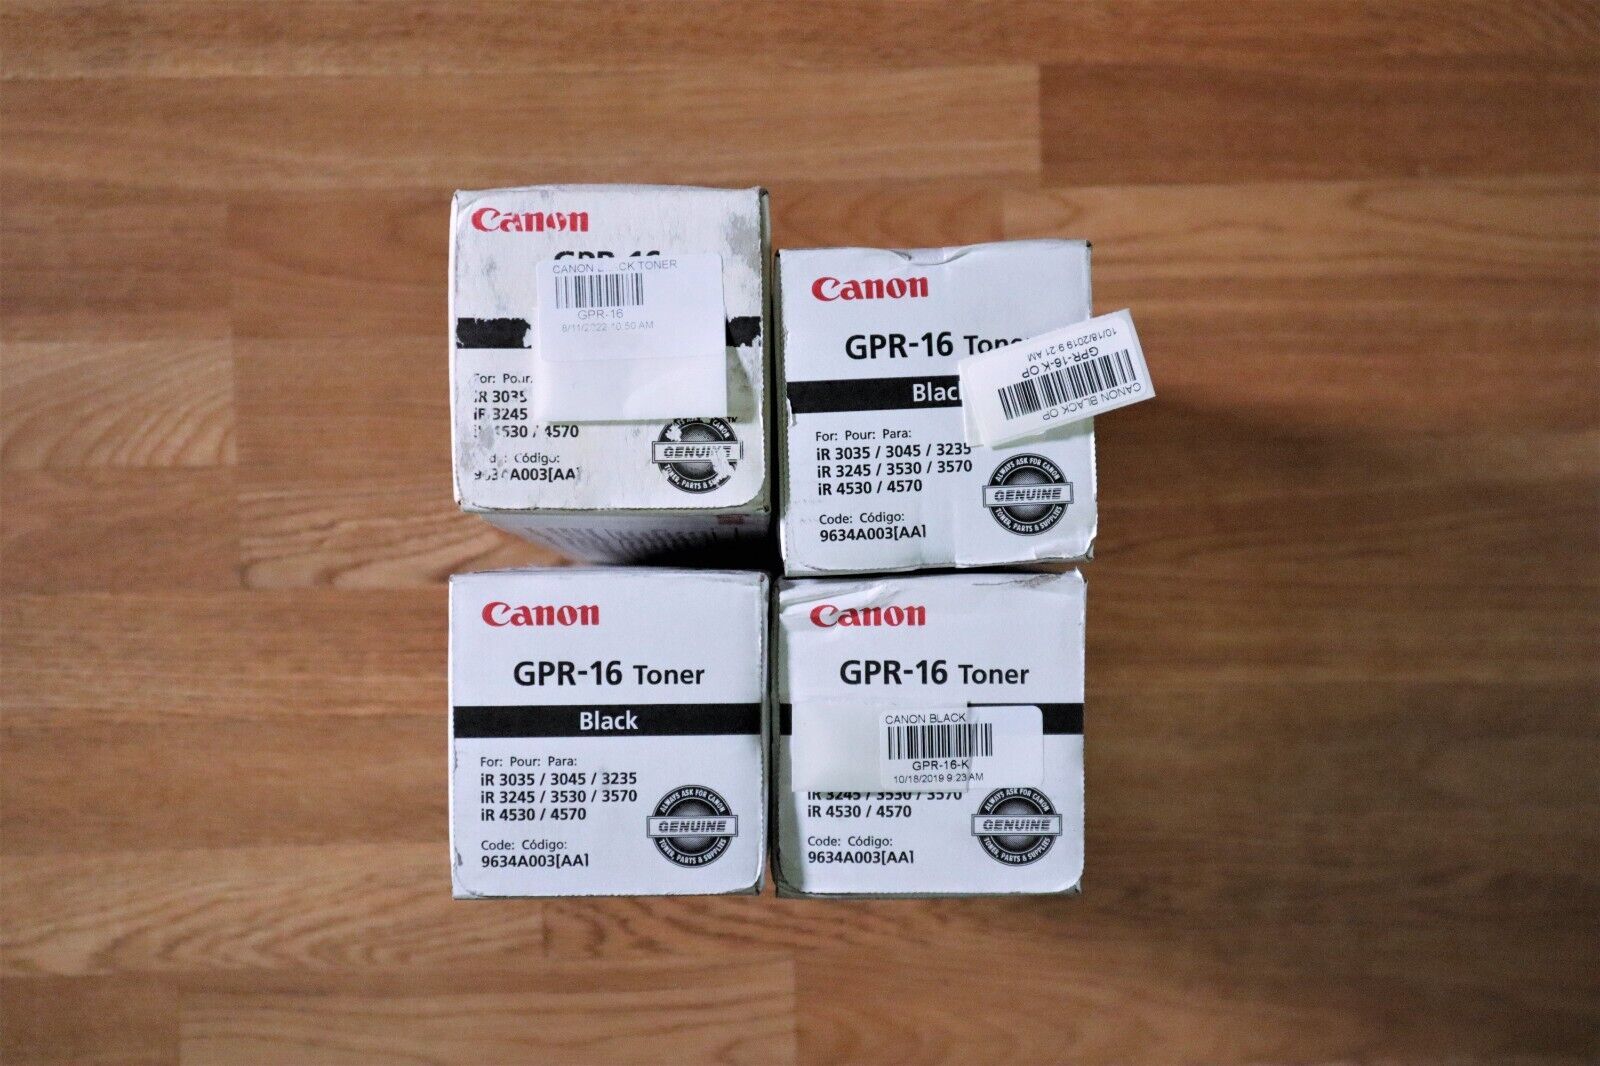 Canon
GPR-16
CANON TONER
GPR-16
8/11/2022 10:50 AM
For: Pour:
iR 3035
iR 3245
iR 4530 / 4570
Código:
9634A003[AA]
GENUINE
TONER, PARTS & SUPPLIES
Canon
GPR-16 Toner
Black
CANON BLACK OP
GPR-16-K OP
10/18/2019 9:21 AM
For: Pour: Para:
iR 3035 / 3045 / 3235
iR 3245 / 3530 / 3570
iR 4530 / 4570
Code: Código:
9634A003[AA]
ALWAYS ASK FOR CANON
GENUINE
TONER, PARTS & SUPPLIES
Canon
GPR-16 Toner
Black
For: Pour: Para:
iR 3035 / 3045 / 3235
iR 3245 / 3530 / 3570
iR 4530 / 4570
Code: Código:
9634A003[AA]
ALWAYS ASK FOR CANON
GENUINE
TONER, PARTS & SUPPLIES
Canon
GPR-16 Toner
CANON BLACK
GPR-16-K
10/18/2019 9:23 AM
iR 3245 / 3530 / 3570
iR 4530 / 4570
Code: Código:
9634A003[AA]
ALWAYS ASK FOR CANON
GENUINE
TONER, PARTS & SUPPLIES